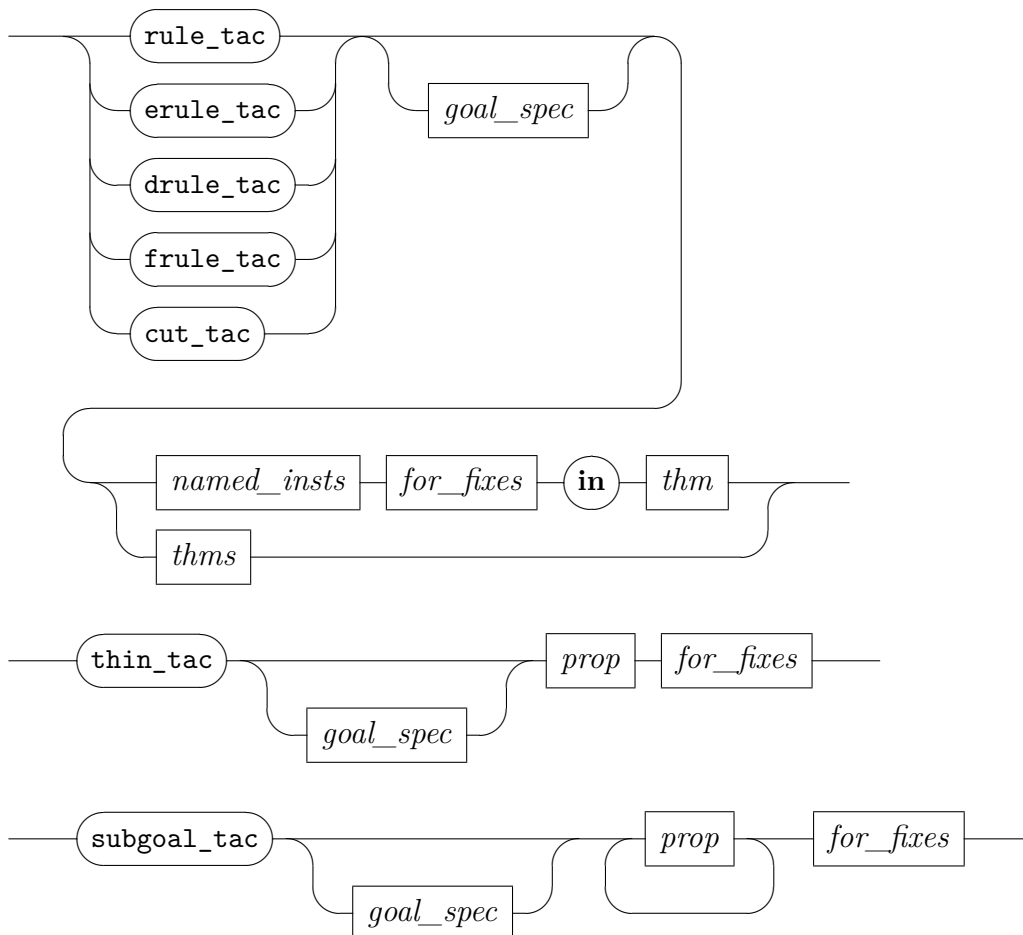 rule_tac
goal_spec
erule_tac
drule_tac
frule_tac
cut_tac
named_insts for_fixes in thm
thms
thin_tac prop for_fixes
goal_spec
subgoal_tac prop for_fixes
goal_spec